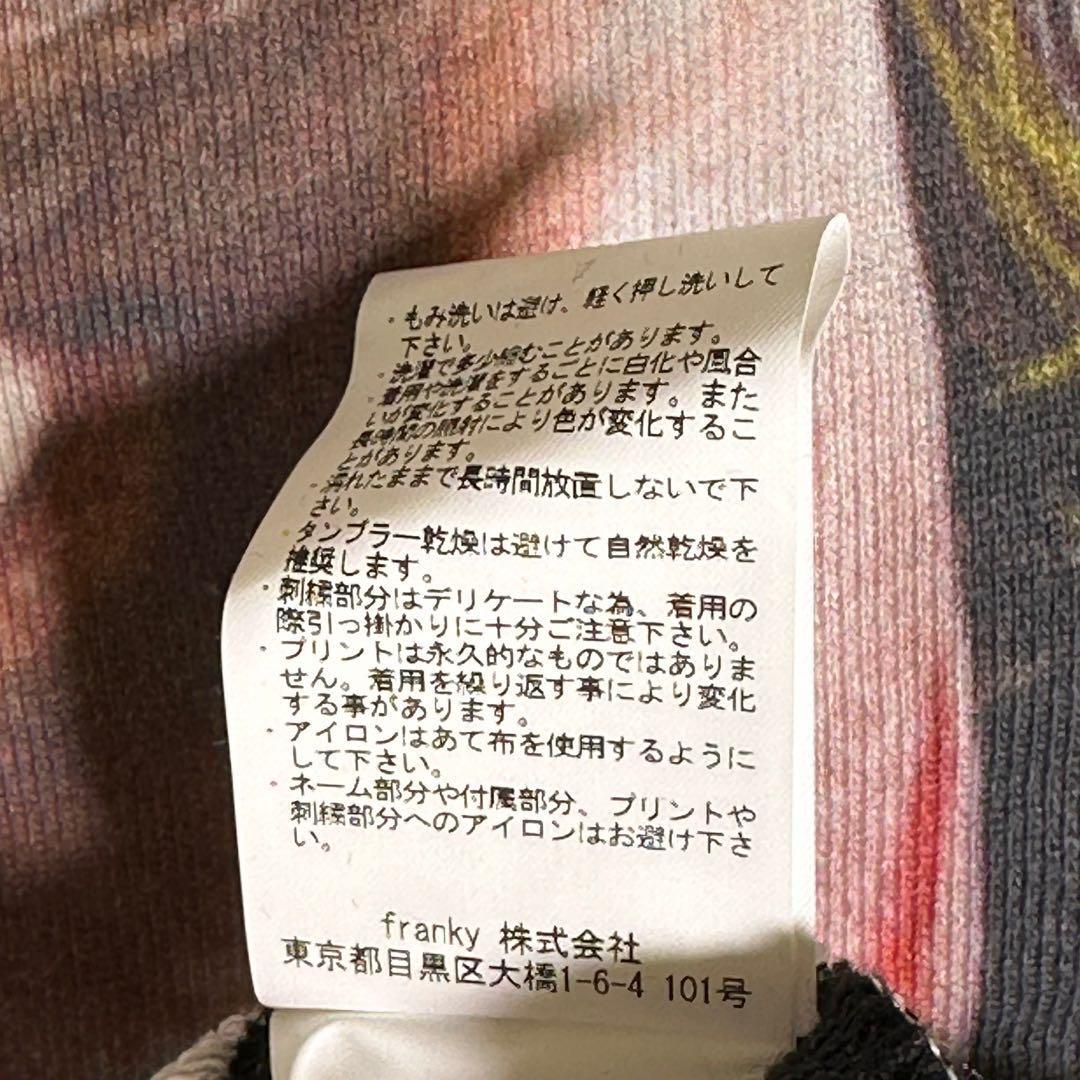 ・もみ洗いは避け、軽く押し洗いして
下さい。
・洗濯で多少縮むことがあります。
・着用や洗濯をするごとに白化や風合
いが変化することがあります。また
長時間の照射により色が変化するこ
とがあります。
・濡れたままで長時間放置しないで下
さい。
・タンブラー乾燥は避けて自然乾燥を
推奨します。
・刺繍部分はデリケートな為、着用の
際引っ掛かりに十分ご注意下さい。
・プリントは永久的なものではありま
せん。着用を繰り返す事により変化
する事があります。
・アイロンはあて布を使用するように
して下さい。
・ネーム部分や付属部分、プリントや
刺繍部分へのアイロンはお避け下さ
い。
franky 株式会社
東京都目黒区大橋1-6-4 101号